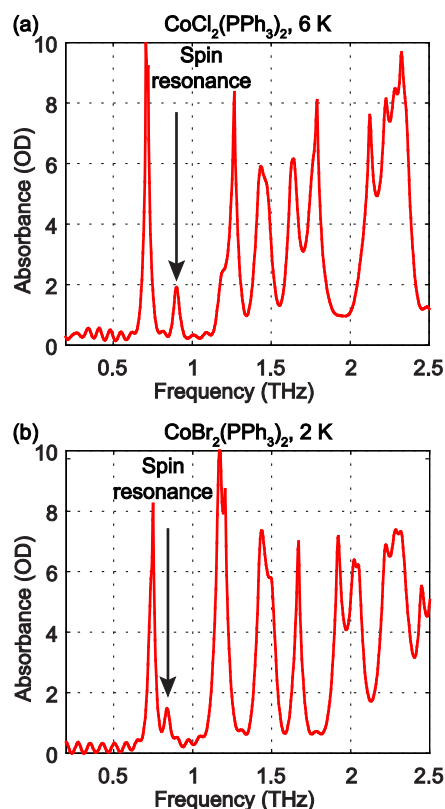 (a) CoCl₂(PPh₃)₂, 6 K
10
Spin
resonance
8
6
4
2
0
Absorbance (OD)
0.5 1 1.5 2 2.5
Frequency (THz)
(b) CoBr₂(PPh₃)₂, 2 K
10
Spin
resonance
8
6
4
2
0
Absorbance (OD)
0.5 1 1.5 2 2.5
Frequency (THz)